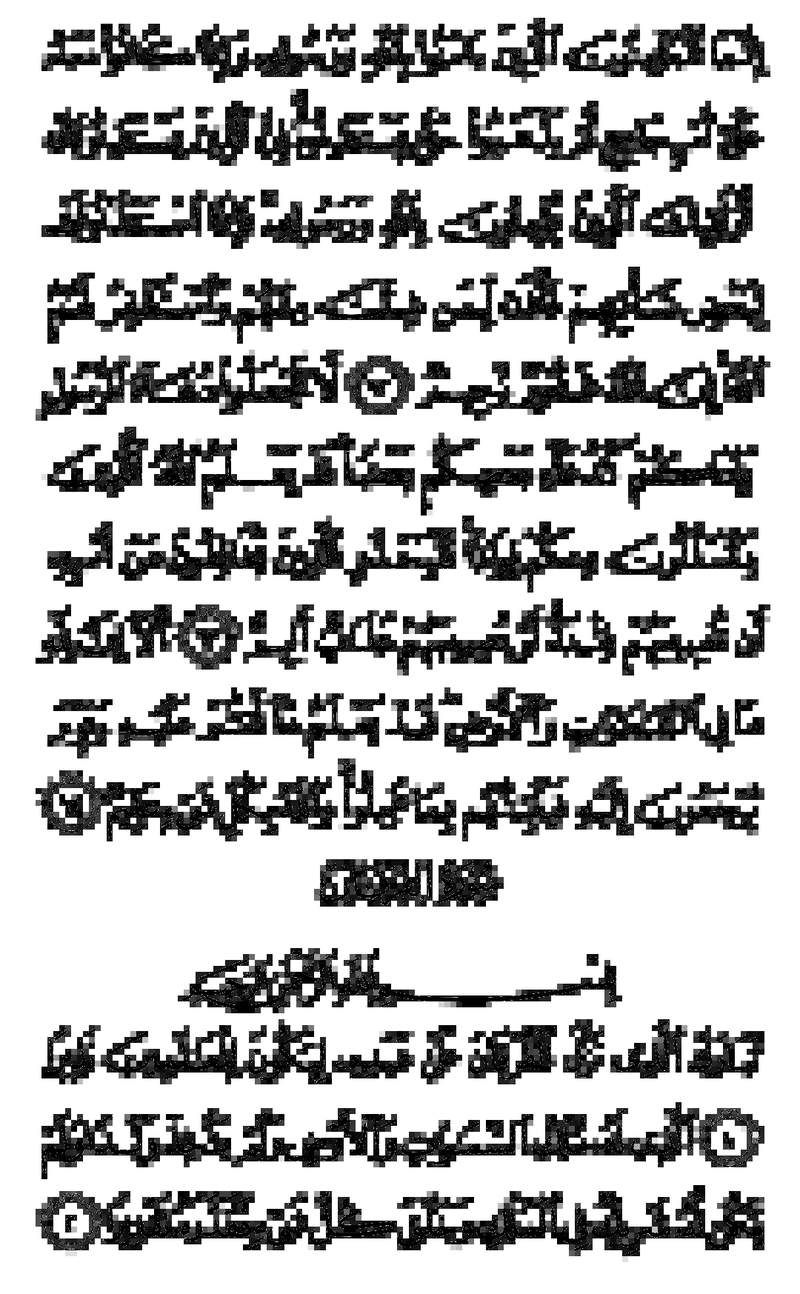 إنما المؤمنون الذين آمنوا بالله ورسوله وإذا كانوا معه
على أمر جامع لم يذهبوا حتى يستأذنوه إن الذين يستأذنونك
أولئك الذين يؤمنون بالله ورسوله فإذا استأذنوك
لبعض شأنهم فأذن لمن شئت منهم واستغفر لهم
الله إن الله غفور رحيم لا تجعلوا دعاء الرسول
بينكم كدعاء بعضكم بعضا قد يعلم الله الذين
يتسللون منكم لواذا فليحذر الذين يخالفون عن أمره
أن تصيبهم فتنة أو يصيبهم عذاب أليم ألا إن لله
ما في السموات والأرض قد يعلم ما أنتم عليه ويوم
يرجعون إليه فينبئهم بما عملوا والله بكل شيء عليم
سورة الفرقان
بسم الله الرحمن الرحيم
تبارك الذي نزل الفرقان على عبده ليكون للعالمين نذيرا
١ الذي له ملك السموات والأرض ولم يتخذ ولدا ولم
يكن له شريك في الملك وخلق كل شيء فقدره تقديرا ٢